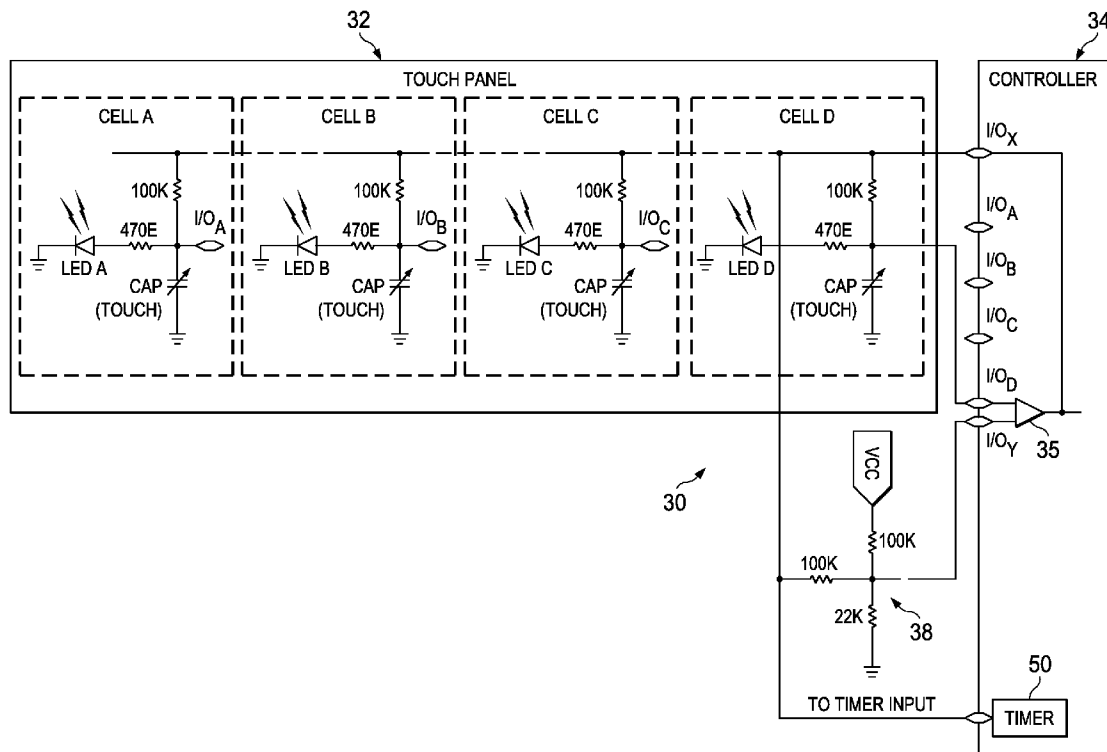 32
34
TOUCH PANEL
CONTROLLER
CELL A
CELL B
CELL C
CELL D
I/OX
100K
100K
100K
100K
I/OA
I/OB
I/OC
I/OA
470E
470E
470E
470E
LED A
LED B
LED C
LED D
I/OB
CAP
(TOUCH)
CAP
(TOUCH)
CAP
(TOUCH)
CAP
(TOUCH)
I/OC
I/OD
I/OY
35
VCC
30
100K
100K
22K
38
50
TO TIMER INPUT
TIMER